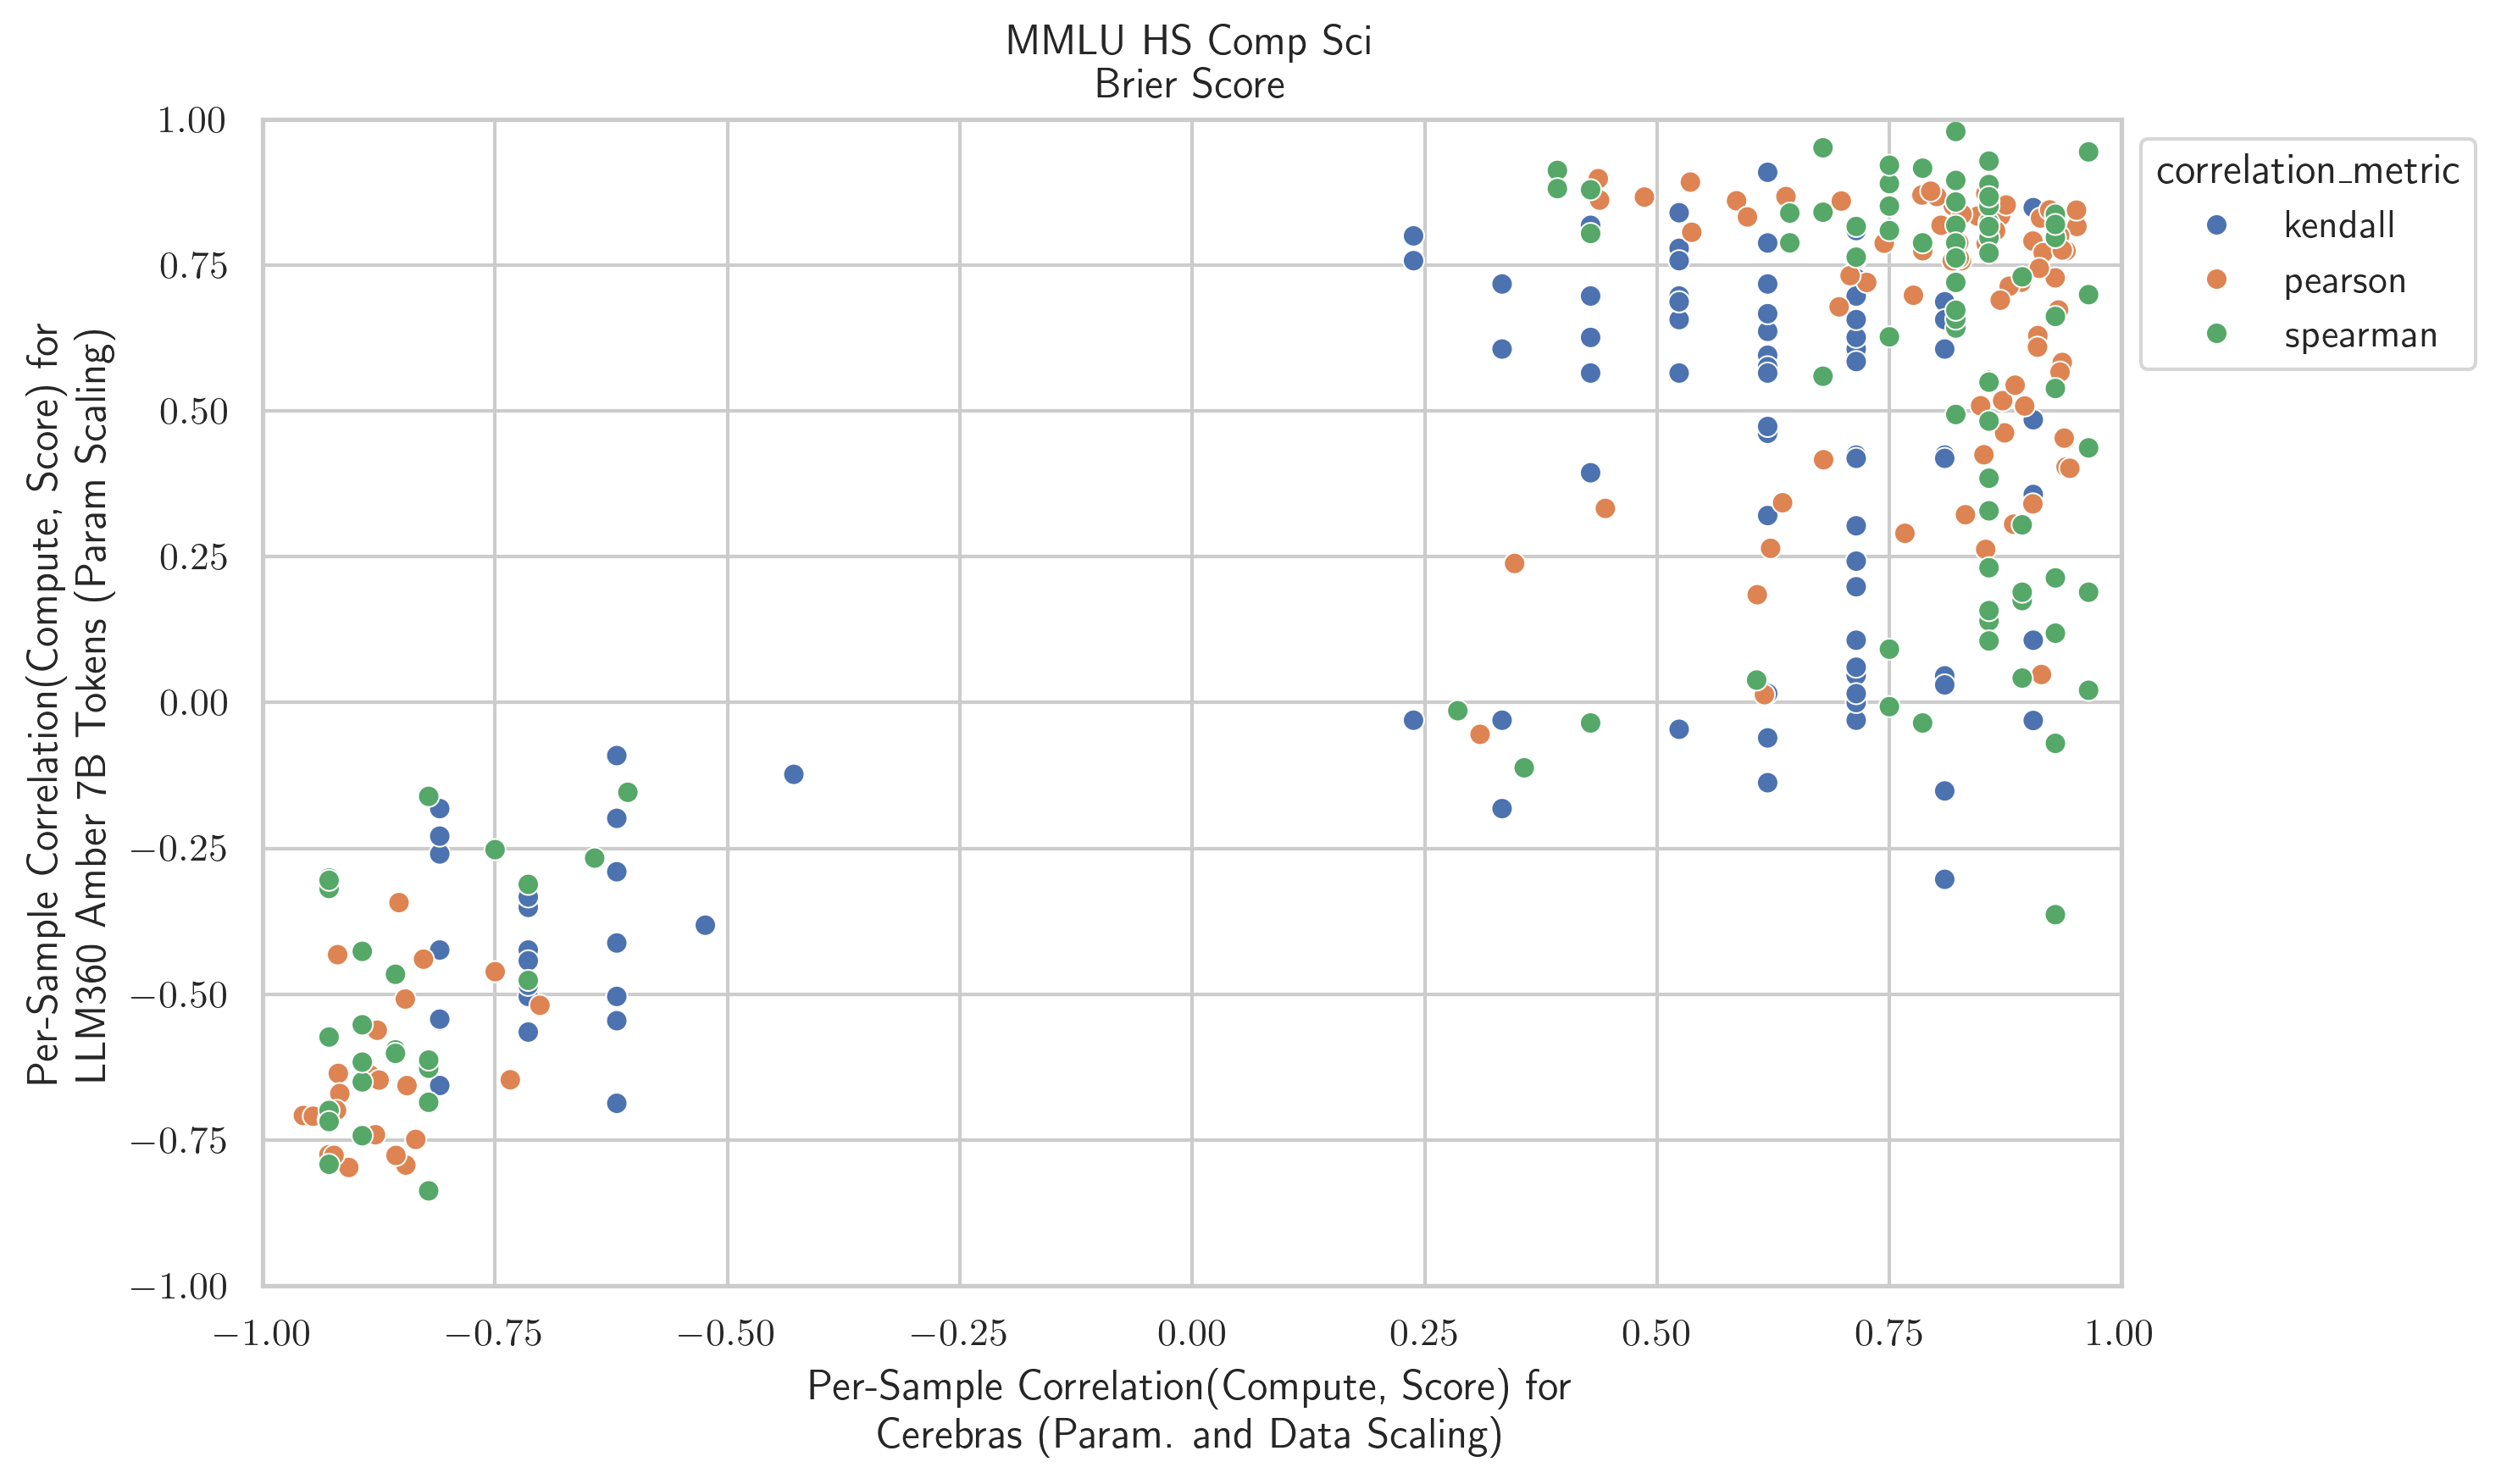 MMLU HS Comp Sci
Brier Score
Per-Sample Correlation(Compute, Score) for
LLM360 Amber 7B Tokens (Param Scaling)
1.00
0.75
0.50
0.25
0.00
−0.25
−0.50
−0.75
−1.00
−1.00
−0.75
−0.50
−0.25
0.00
0.25
0.50
0.75
1.00
Per-Sample Correlation(Compute, Score) for
Cerebras (Param. and Data Scaling)
correlation_metric
kendall
pearson
spearman